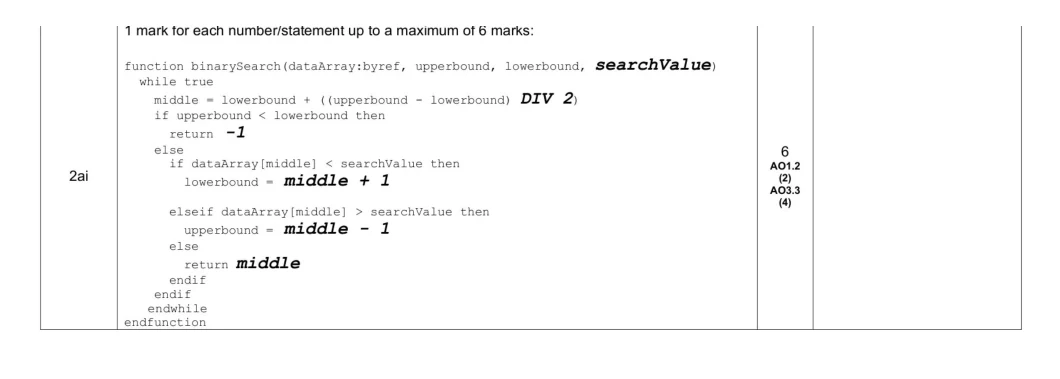 1 mark for each number/statement up to a maximum of 6 marks:
function binarySearch(dataArray:byref, upperbound, lowerbound, searchValue)
while true
middle = lowerbound + ((upperbound - lowerbound) DIV 2)
if upperbound < lowerbound then
return -1
else
if dataArray[middle] < searchValue then
lowerbound = middle + 1
elseif dataArray[middle] > searchValue then
upperbound = middle - 1
else
return middle
endif
endif
endwhile
endfunction
2ai
6
AO1.2
(2)
AO3.3
(4)